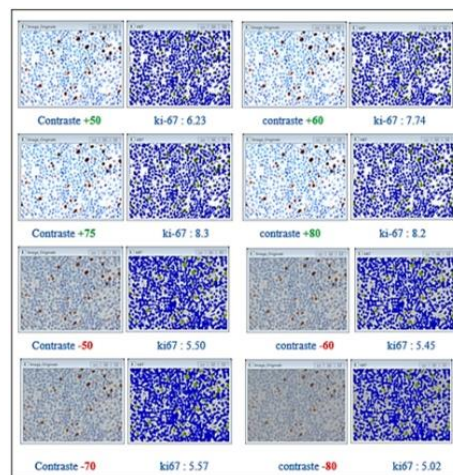 Contraste +50 ki-67 : 6.23 contraste +60 ki-67 : 7.74
Contraste +75 ki-67 : 8.3 contraste +80 ki-67 : 8.2
Contraste -50 ki67 : 5.50 contraste -60 ki67 : 5.45
Contraste -70 ki67 : 5.57 contraste -80 ki67 : 5.02